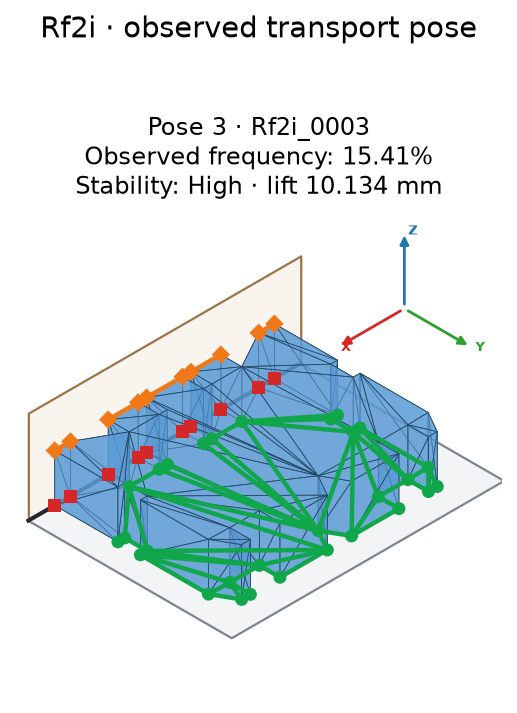 Rf2i · observed transport pose
Pose 3 · Rf2i_0003
Observed frequency: 15.41%
Stability: High · lift 10.134 mm
Z
X
Y